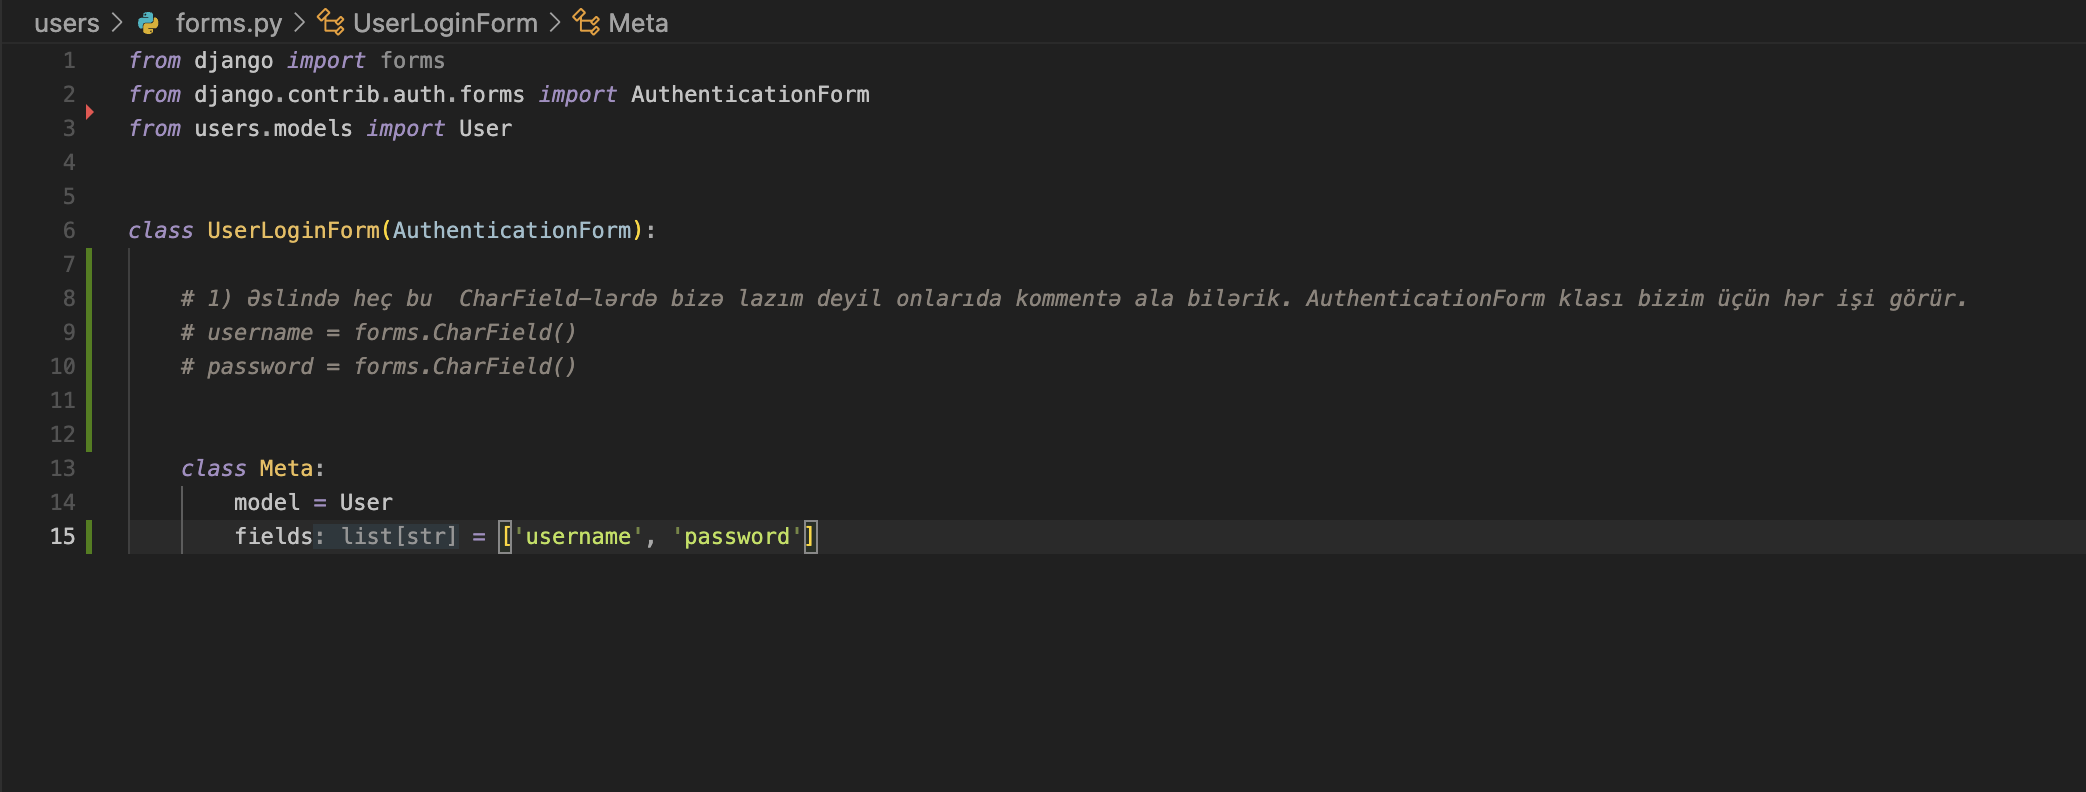 users > forms.py > UserLoginForm > Meta
1 from django import forms
2 from django.contrib.auth.forms import AuthenticationForm
3 from users.models import User
4
5
6 class UserLoginForm(AuthenticationForm):
7
8 # 1) Əslində heç bu  CharField-lərdə bizə lazım deyil onlarıda kommentə ala bilərik. AuthenticationForm klası bizim üçün hər işi görür.
9 # username = forms.CharField()
10 # password = forms.CharField()
11
12
13 class Meta:
14 model = User
15 fields: list[str] = ['username', 'password']